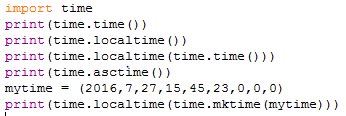 import time
print(time.time())
print(time.localtime())
print(time.localtime(time.time()))
print(time.asctime())
mytime = (2016,7,27,15,45,23,0,0,0)
print(time.localtime(time.mktime(mytime)))